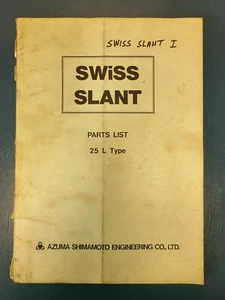 SWISS SLANT I
SWiSS
SLANT
PARTS LIST
25 L Type
AZUMA SHIMAMOTO ENGINEERING CO., LTD.